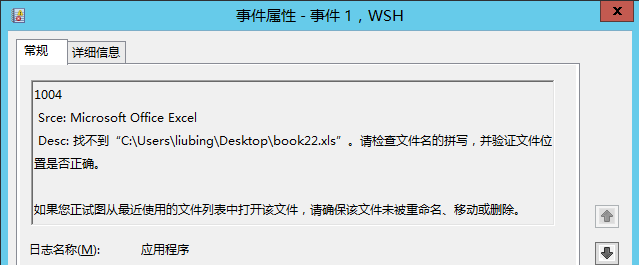 事件属性 - 事件 1，WSH
x
常规
详细信息
1004
Srce: Microsoft Office Excel
Desc: 找不到“C:\Users\liubing\Desktop\book22.xls”。请检查文件名的拼写，并验证文件位
置是否正确。
如果您正试图从最近使用的文件列表中打开该文件，请确保该文件未被重命名、移动或删除。
日志名称(M): 应用程序